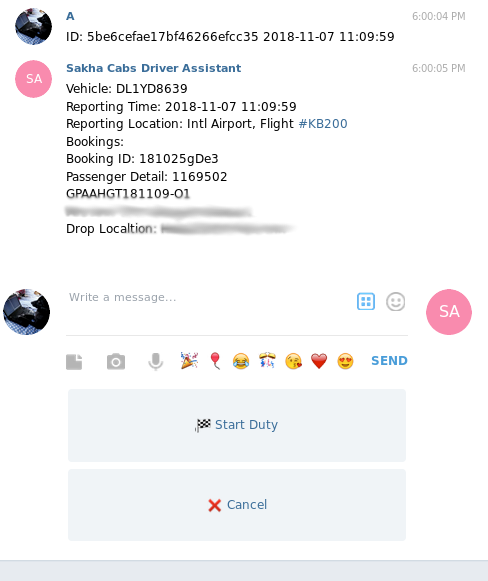 A
6:00:04 PM
ID: 5be6cefae17bf46266efcc35 2018-11-07 11:09:59
SA
Sakha Cabs Driver Assistant
6:00:05 PM
Vehicle: DL1YD8639
Reporting Time: 2018-11-07 11:09:59
Reporting Location: Intl Airport, Flight #KB200
Bookings:
Booking ID: 181025gDe3
Passenger Detail: 1169502
GPAAHGT181109-O1
Drop Localtion:
Write a message...
SA
SEND
Start Duty
Cancel